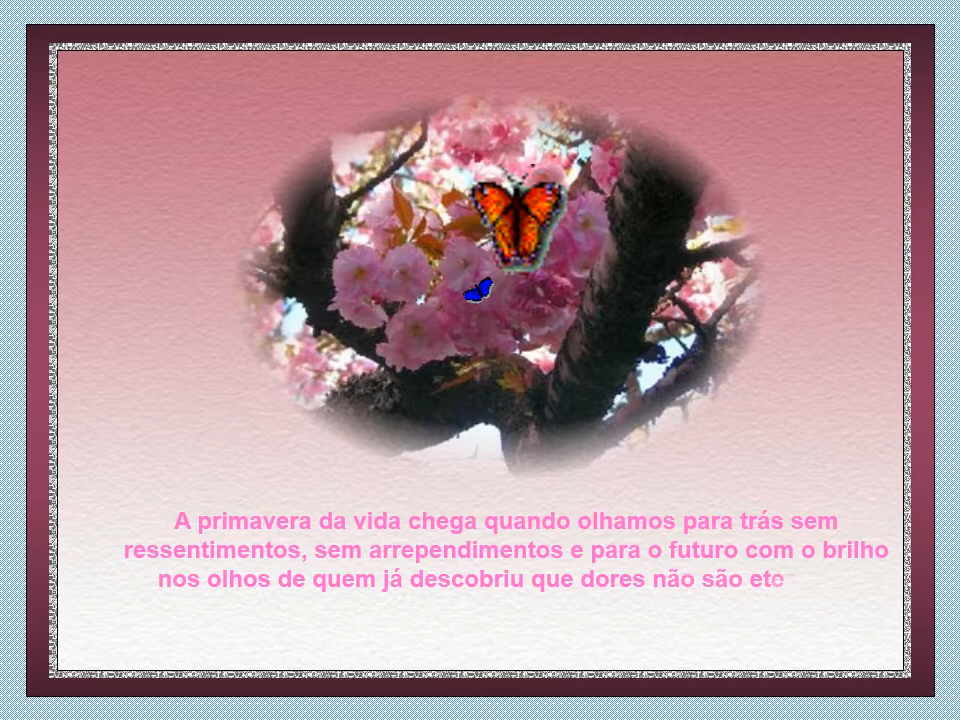 A primavera da vida chega quando olhamos para trás sem
ressentimentos, sem arrependimentos e para o futuro com o brilho
nos olhos de quem já descobriu que dores não são